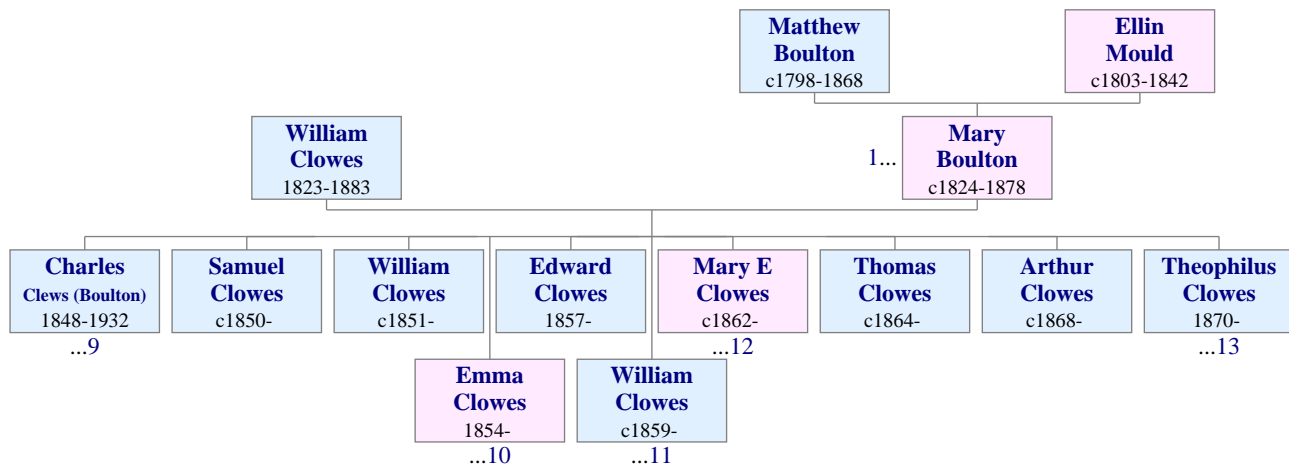 Matthew
Boulton
c1798-1868
Ellin
Mould
c1803-1842
William
Clowes
1823-1883
1...
Mary
Boulton
c1824-1878
Charles
Clews (Boulton)
1848-1932
...9
Samuel
Clowes
c1850-
William
Clowes
c1851-
Edward
Clowes
1857-
Mary E
Clowes
c1862-
...12
Thomas
Clowes
c1864-
Arthur
Clowes
c1868-
Theophilus
Clowes
1870-
...13
Emma
Clowes
1854-
...10
William
Clowes
c1859-
...11